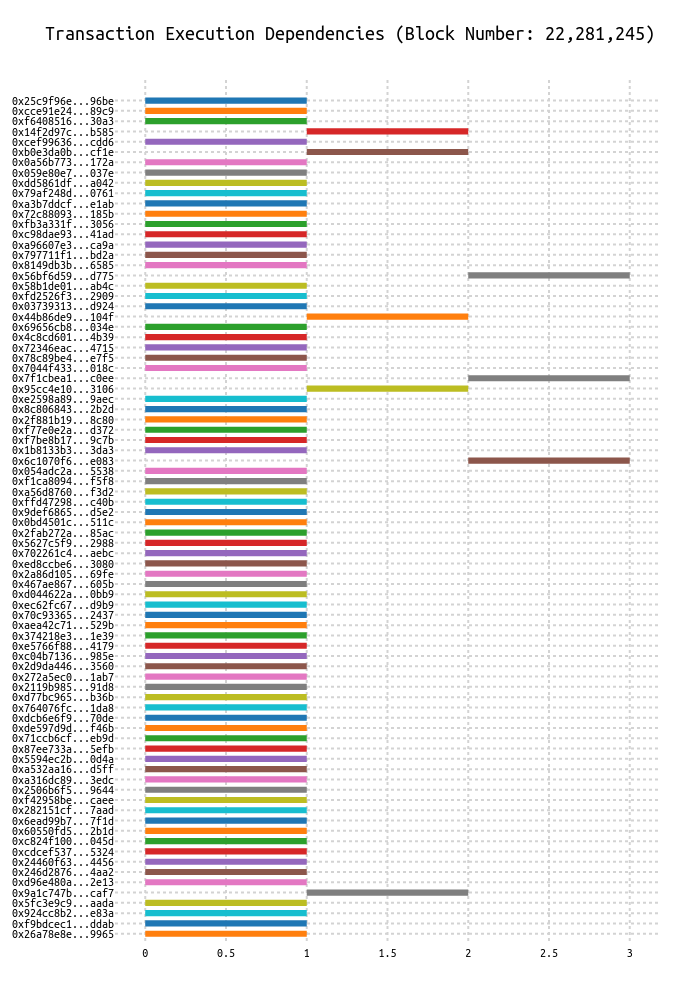 Transaction Execution Dependencies (Block Number: 22,281,245)
0x25c9f96e...96be
0xcce91e24...89c9
0xf6408516...30a3
0x14f2d97c...b585
0xcef99636...cdd6
0xb0e3da0b...cf1e
0x0a56b773...172a
0x059e80e7...037e
0xdd5861df...a042
0x79af248d...0761
0xa3b7ddcf...e1ab
0x72c88093...185b
0xfb3a331f...3056
0xc98dae93...41ad
0xa96607e3...ca9a
0x797711f1...bd2a
0x8149db3b...6585
0x56bf6d59...d775
0x58b1de01...ab4c
0xfd2526f3...2909
0x03739313...d924
0x44b86de9...104f
0x69656cb8...034e
0x4c8cd601...4b39
0x72346eac...4715
0x78c89be4...e7f5
0x7044f433...018c
0x7f1cbea1...c0ee
0x95cc4e10...3106
0xe2598a89...9aec
0x8c806843...2b2d
0x2f881b19...8c80
0xf77e0e2a...d372
0xf7be8b17...9c7b
0x1b8133b3...3da3
0x6c1070f6...e083
0x054adc2a...5538
0xf1ca8094...f5f8
0xa56d8760...f3d2
0xffd47298...c40b
0x9def6865...d5e2
0x0bd4501c...511c
0x2fab272a...85ac
0x5627c5f9...2988
0x702261c4...aebc
0xed8ccbe6...3080
0x2a86d105...69fe
0x467ae867...605b
0xd044622a...0bb9
0xec62fc67...d9b9
0x70c93365...2437
0xaea42c71...529b
0x374218e3...1e39
0xe5766f88...4179
0xc04b7136...985e
0x2d9da446...3560
0x272a5ec0...1ab7
0x2119b985...91d8
0xd77bc965...b36b
0x764076fc...1da8
0xdcb6e6f9...70de
0xde597d9d...f46b
0x71ccb6cf...eb9d
0x87ee733a...5efb
0x5594ec2b...0d4a
0xa532aa16...d5ff
0xa316dc89...3edc
0x2506b6f5...9644
0xf42958be...caee
0x282151cf...7aad
0x6ead99b7...7f1d
0x60550fd5...2b1d
0xc824f100...045d
0xcdcef537...5324
0x24460f63...4456
0x246d2876...4aa2
0xd96e480a...2e13
0x9a1c747b...caf7
0x5fc3e9c9...aada
0x924cc8b2...e83a
0xf9bdcec1...ddab
0x26a78e8e...9965
0 0.5 1 1.5 2 2.5 3